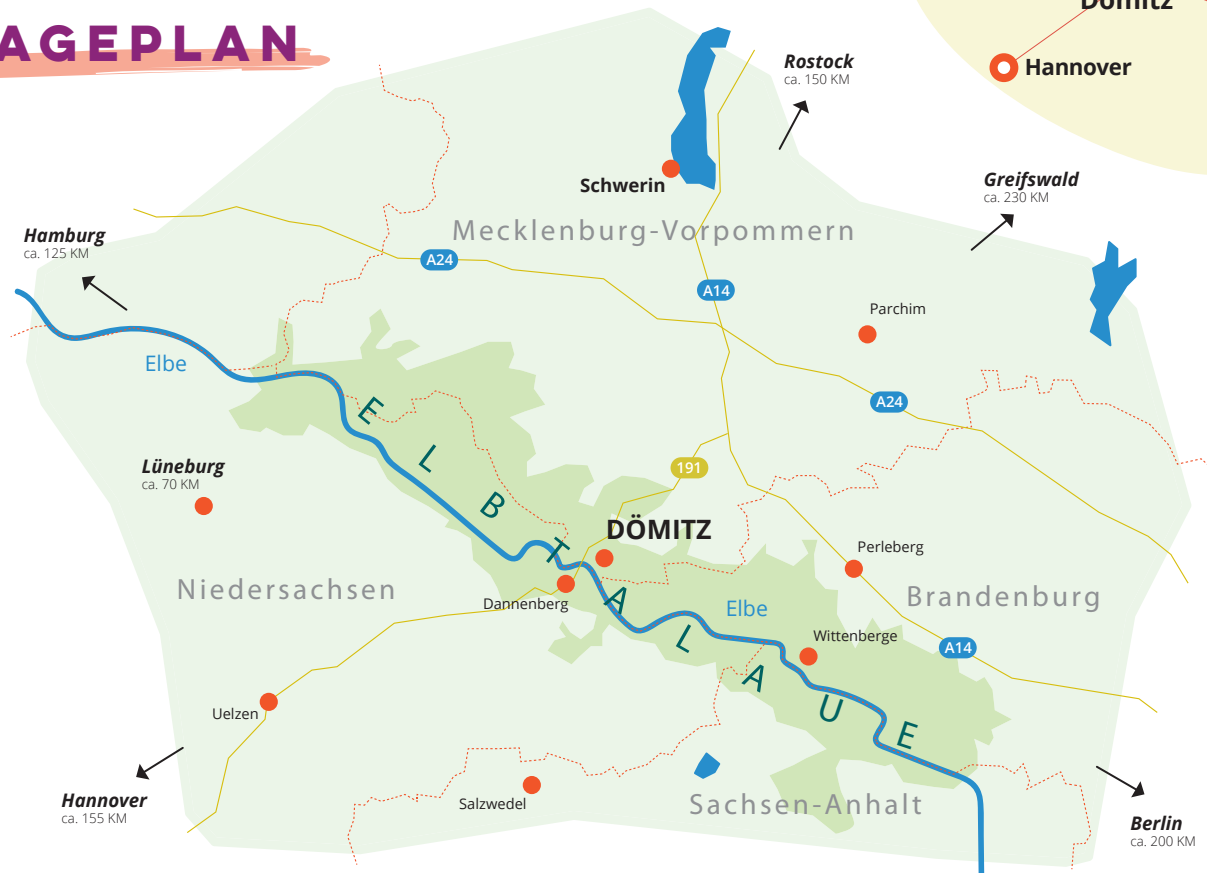 AGEPLAN
Dömitz
Hannover
Rostock
ca. 150 KM
Schwerin
Greifswald
ca. 230 KM
Mecklenburg-Vorpommern
Hamburg
ca. 125 KM
A24
A14
Parchim
Elbe
A24
E
L
B
T
A
L
A
U
E
Lüneburg
ca. 70 KM
191
DÖMITZ
Perleberg
Niedersachsen
Dannenberg
Elbe
Brandenburg
Wittenberge
A14
Uelzen
Hannover
ca. 155 KM
Salzwedel
Sachsen-Anhalt
Berlin
ca. 200 KM